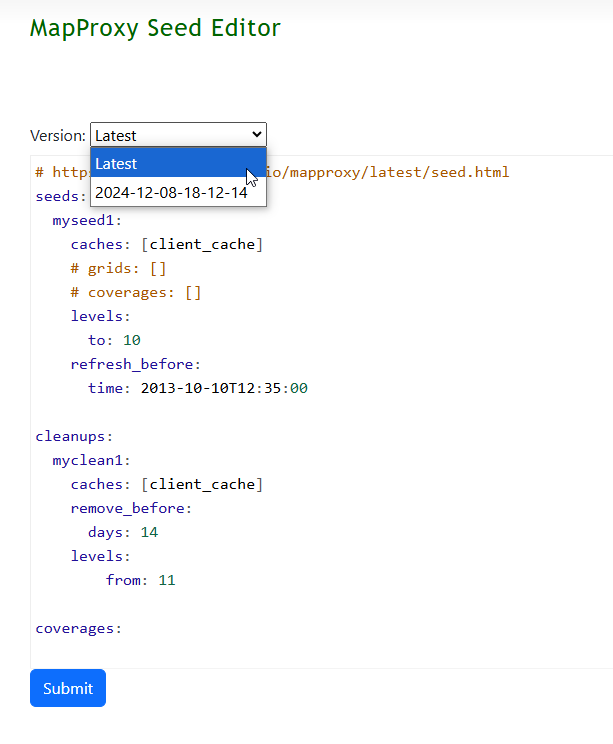 MapProxy Seed Editor
Version: Latest
Latest
2024-12-08-18-12-14
# http io/mapproxy/latest/seed.html
seeds:
myseed1:
caches: [client_cache]
# grids: []
# coverages: []
levels:
to: 10
refresh_before:
time: 2013-10-10T12:35:00
cleanups:
myclean1:
caches: [client_cache]
remove_before:
days: 14
levels:
from: 11
coverages:
Submit